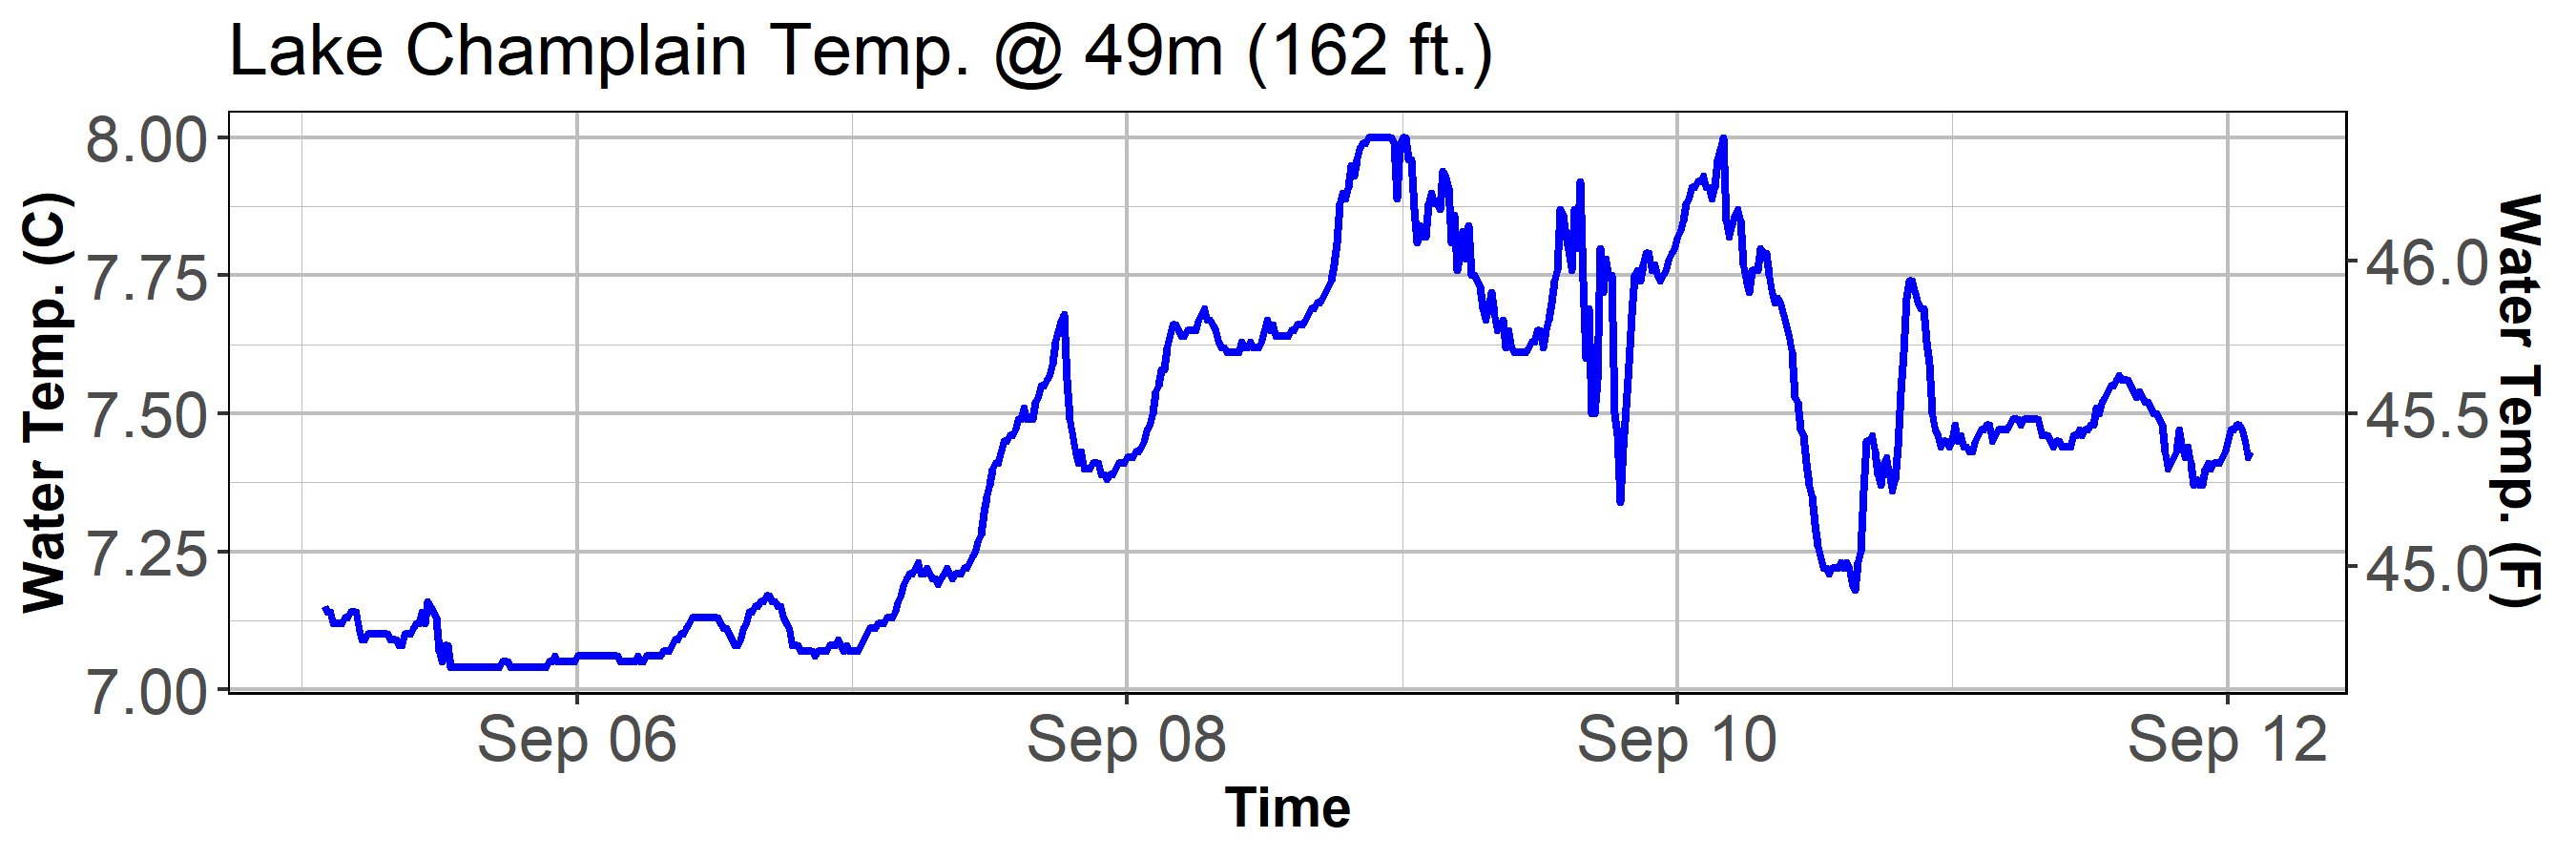 Lake Champlain Temp. @ 49m (162 ft.)
Water Temp. (C)
8.00
7.75
7.50
7.25
7.00
46.0
45.5
45.0
Water Temp. (F)
Sep 06
Sep 08
Sep 10
Sep 12
Time